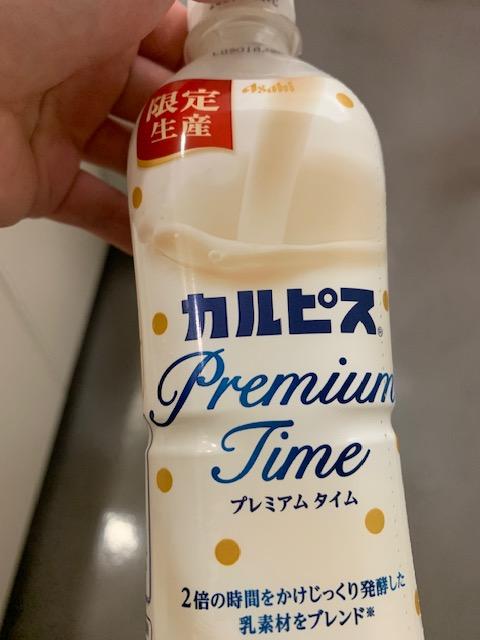 Asahi
限定
生産
カルピス®
Premium
Time
プレミアム タイム
2倍の時間をかけじっくり発酵した
乳素材をブレンド※